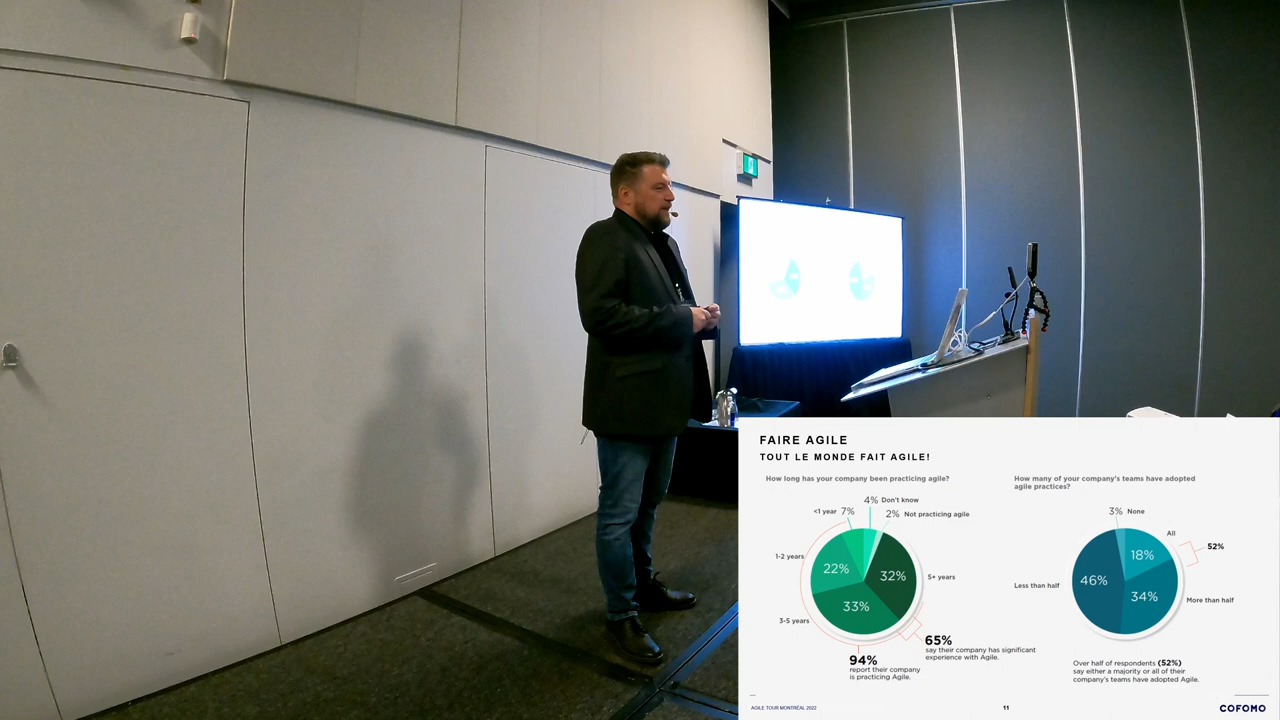 FAIRE AGILE
TOUT LE MONDE FAIT AGILE!
How long has your company been practicing agile?
4% Don't know
<1 year 7%
2% Not practicing agile
1-2 years
22%
32%
5+ years
33%
3-5 years
65%
say their company has significant
experience with Agile.
94%
report their company
is practicing Agile.
How many of your company's teams have adopted
agile practices?
3% None
All
18%
52%
46%
Less than half
34%
More than half
Over half of respondents (52%)
say either a majority or all of their
company's teams have adopted Agile.
AGILE TOUR MONTRÉAL 2022
11
COFOMO